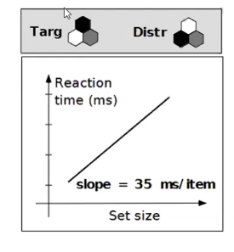 Targ Distr
Reaction
time (ms)
slope = 35 ms/item
Set size